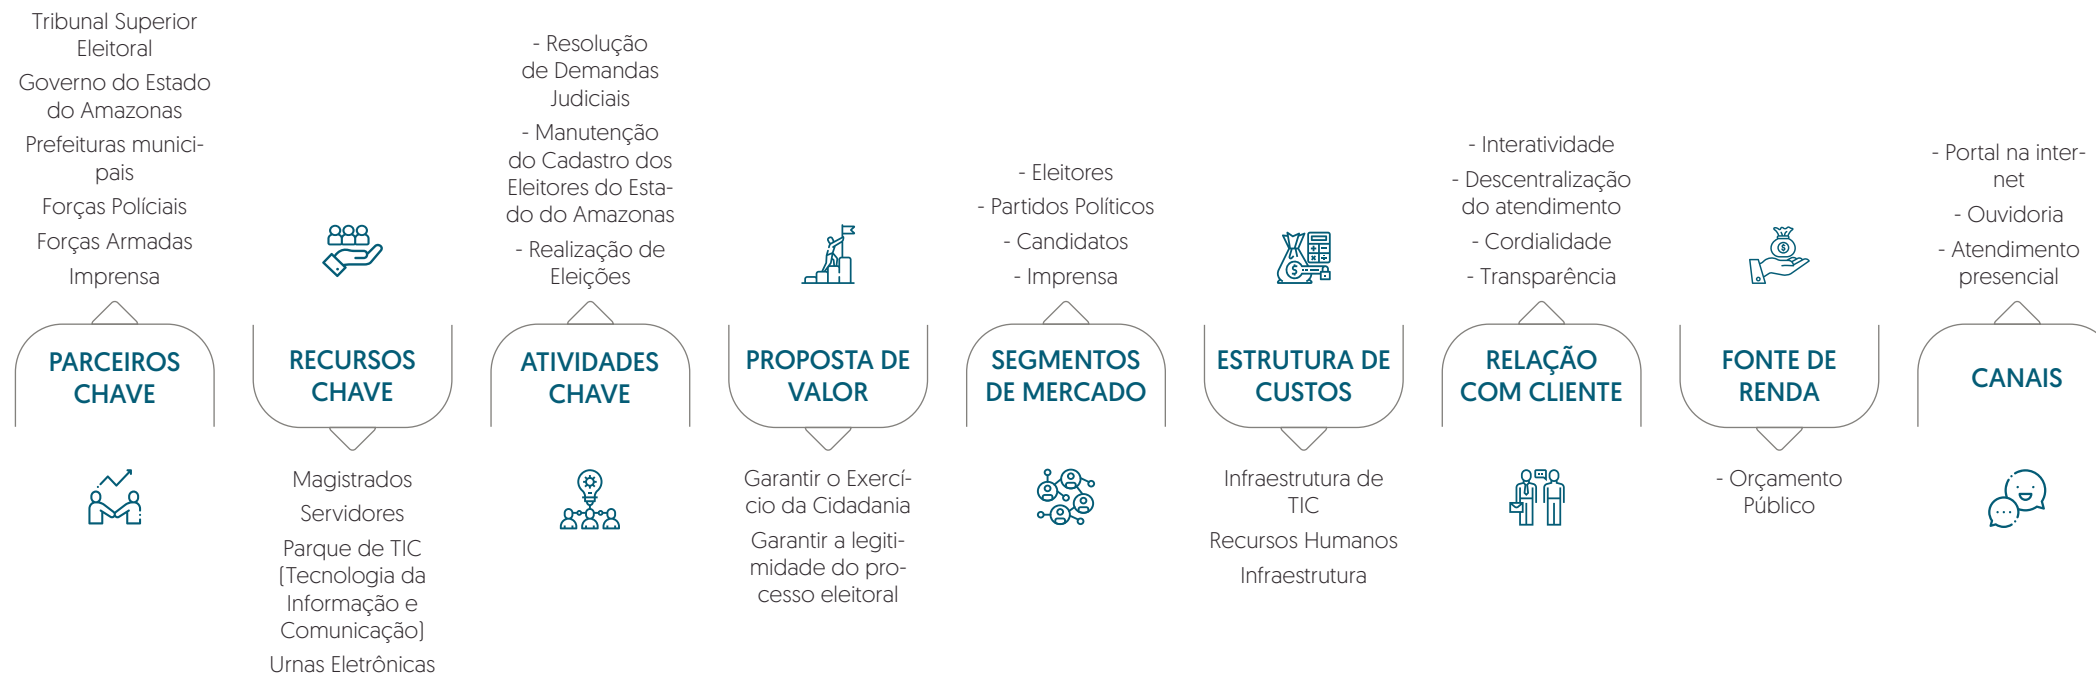 Tribunal Superior
Eleitoral
Governo do Estado
do Amazonas
Prefeituras munici-
pais
Forças Políciais
Forças Armadas
Imprensa
PARCEIROS
CHAVE
RECURSOS
CHAVE
Magistrados
Servidores
Parque de TIC
(Tecnologia da
Informação e
Comunicação)
Urnas Eletrônicas
- Resolução
de Demandas
Judiciais
- Manutenção
do Cadastro dos
Eleitores do Esta-
do do Amazonas
- Realização de
Eleições
ATIVIDADES
CHAVE
PROPOSTA DE
VALOR
Garantir o Exercí-
cio da Cidadania
Garantir a legiti-
midade do pro-
cesso eleitoral
- Eleitores
- Partidos Políticos
- Candidatos
- Imprensa
SEGMENTOS
DE MERCADO
ESTRUTURA DE
CUSTOS
Infraestrutura de
TIC
Recursos Humanos
Infraestrutura
- Interatividade
- Descentralização
do atendimento
- Cordialidade
- Transparência
RELAÇÃO
COM CLIENTE
FONTE DE
RENDA
- Orçamento
Público
- Portal na inter-
net
- Ouvidoria
- Atendimento
presencial
CANAIS